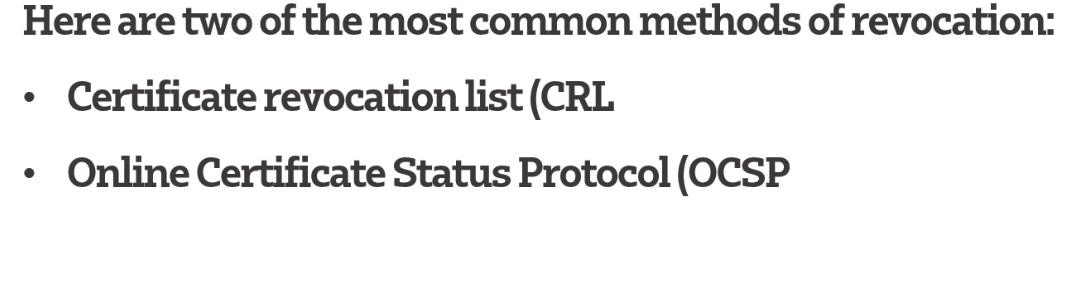 Here are two of the most common methods of revocation:
• Certificate revocation list (CRL
• Online Certificate Status Protocol (OCSP